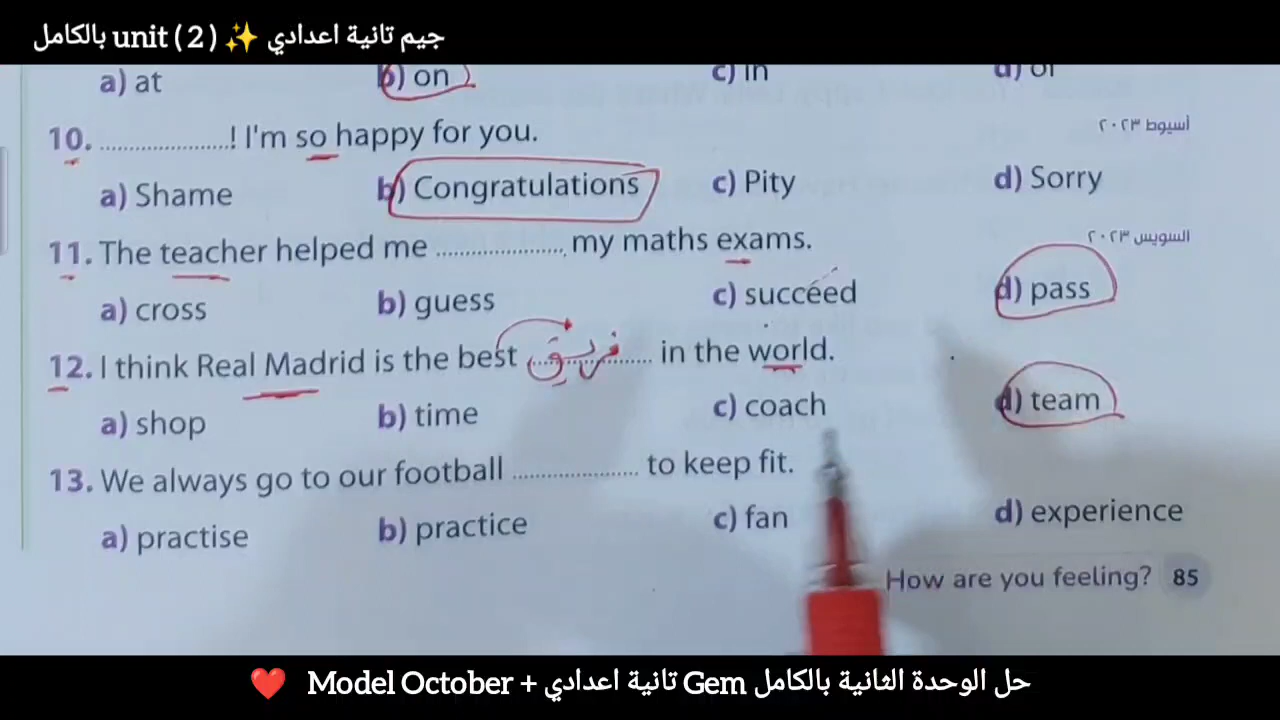 جيم تانية اعدادي ✨ unit ( 2 ) بالكامل
a) at b) on c) in d) of
10. ......................! I'm so happy for you. أسيوط ٢٠٢٣
a) Shame b) Congratulations c) Pity d) Sorry
11. The teacher helped me ...................... my maths exams. السويس ٢٠٢٣
a) cross b) guess c) succeed d) pass
12. I think Real Madrid is the best ......فريق...... in the world.
a) shop b) time c) coach d) team
13. We always go to our football ...................... to keep fit.
a) practise b) practice c) fan d) experience
How are you feeling? 85
حل الوحدة الثانية بالكامل Gem تانية اعدادي + Model October ❤️